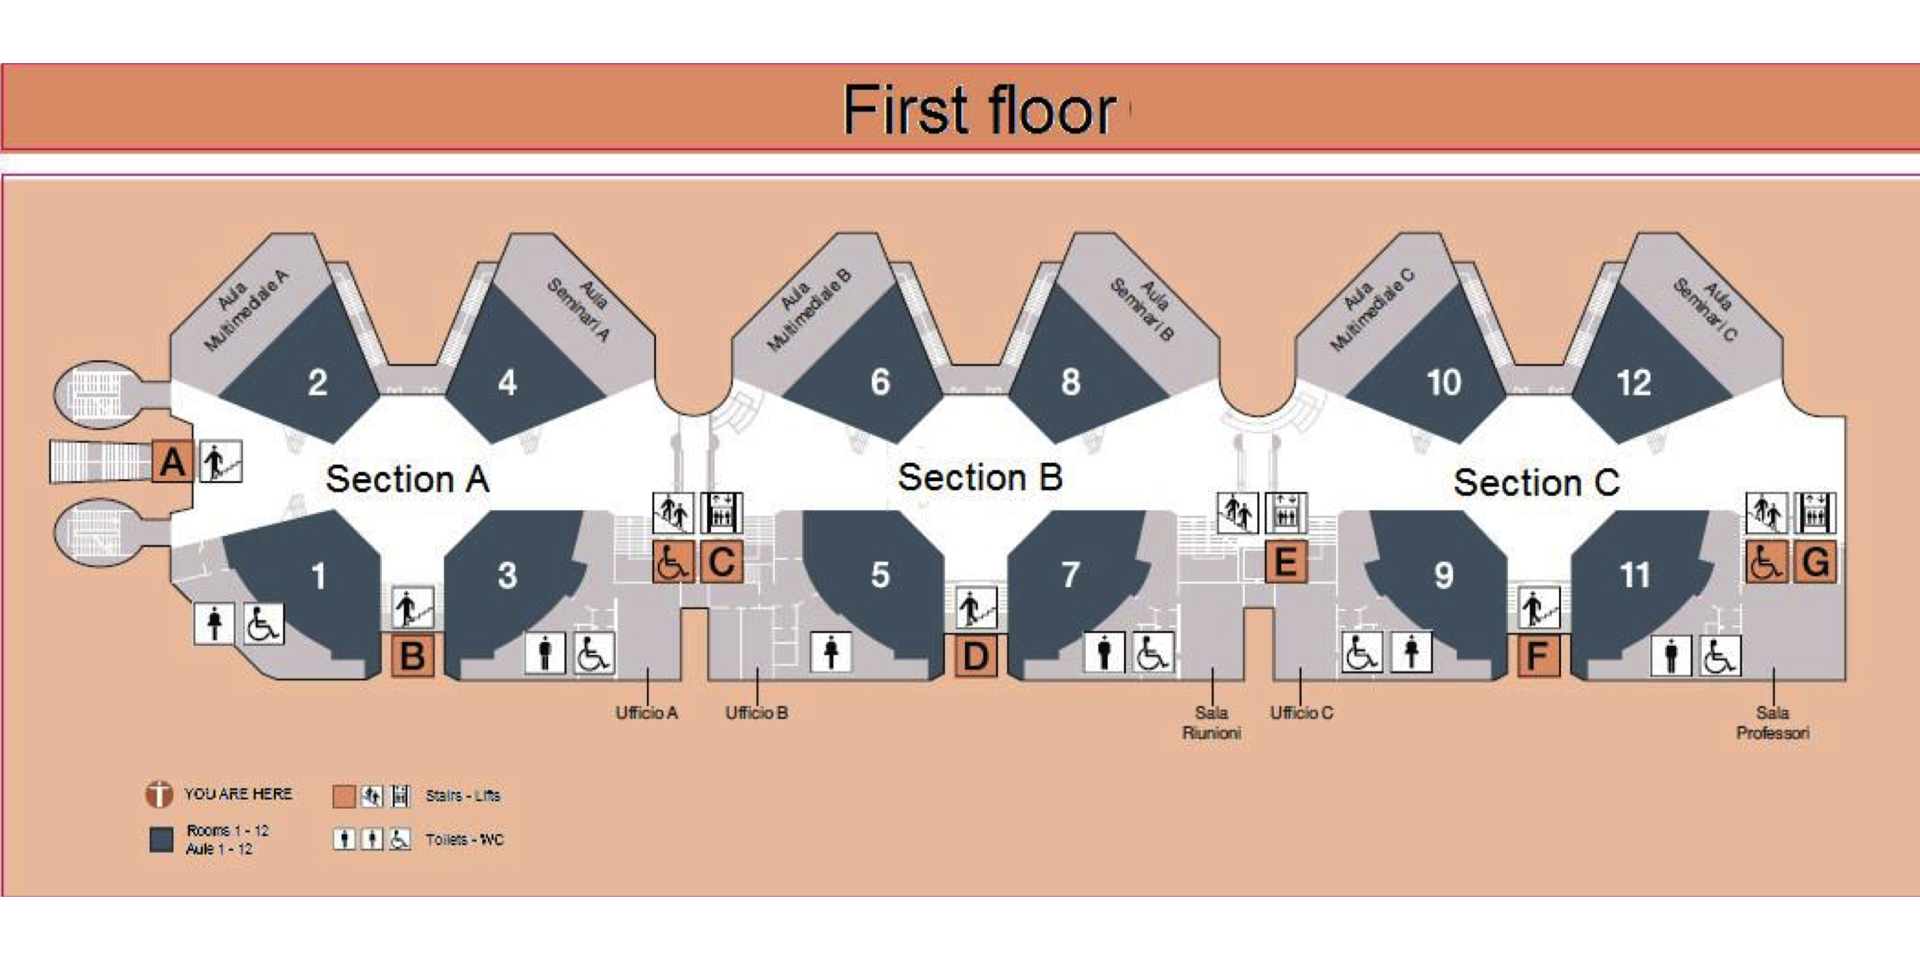 First floor
Aula
Multimediale A
Aula
Seminari A
Aula
Multimediale B
Aula
Seminari B
Aula
Multimediale C
Aula
Seminari C
2
4
6
8
10
12
A
Section A
Section B
Section C
1
3
C
5
7
E
9
11
G
B
D
F
Ufficio A
Ufficio B
Sala
Riunioni
Ufficio C
Sala
Professori
YOU ARE HERE
Stairs - Lifts
Rooms 1 - 12
Aule 1 - 12
Toilets - WC